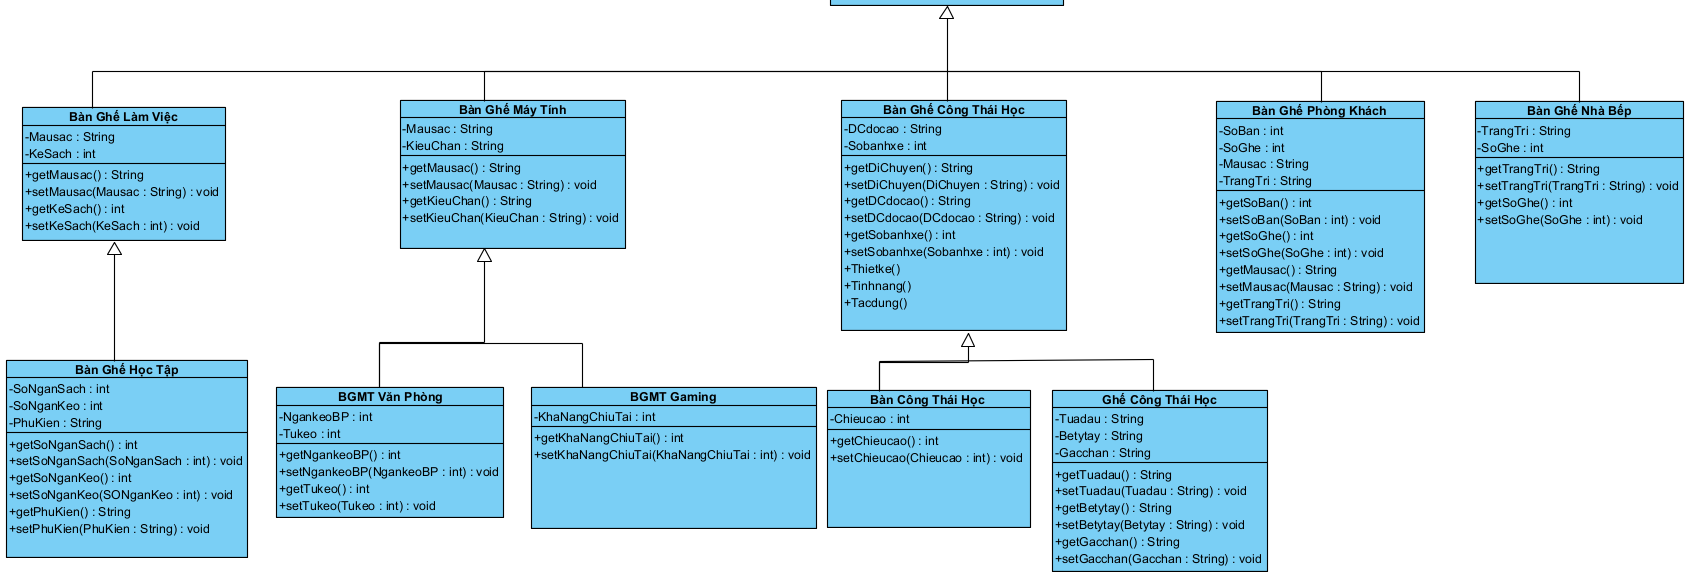 Bàn Ghế Làm Việc
-Mausac : String
-KeSach : int
+getMausac() : String
+setMausac(Mausac : String) : void
+getKeSach() : int
+setKeSach(KeSach : int) : void
Bàn Ghế Máy Tính
-Mausac : String
-KieuChan : String
+getMausac() : String
+setMausac(Mausac : String) : void
+getKieuChan() : String
+setKieuChan(KieuChan : String) : void
Bàn Ghế Công Thái Học
-DCdocao : String
-Sobanhxe : int
+getDiChuyen() : String
+setDiChuyen(DiChuyen : String) : void
+getDCdocao() : String
+setDCdocao(DCdocao : String) : void
+getSobanhxe() : int
+setSobanhxe(Sobanhxe : int) : void
+Thietke()
+Tinhnang()
+Tacdung()
Bàn Ghế Phòng Khách
-SoBan : int
-SoGhe : int
-Mausac : String
-TrangTri : String
+getSoBan() : int
+setSoBan(SoBan : int) : void
+getSoGhe() : int
+setSoGhe(SoGhe : int) : void
+getMausac() : String
+setMausac(Mausac : String) : void
+getTrangTri() : String
+setTrangTri(TrangTri : String) : void
Bàn Ghế Nhà Bếp
-TrangTri : String
-SoGhe : int
+getTrangTri() : String
+setTrangTri(TrangTri : String) : void
+getSoGhe() : int
+setSoGhe(SoGhe : int) : void
Bàn Ghế Học Tập
-SoNganSach : int
-SoNganKeo : int
-PhuKien : String
+getSoNganSach() : int
+setSoNganSach(SoNganSach : int) : void
+getSoNganKeo() : int
+setSoNganKeo(SONganKeo : int) : void
+getPhuKien() : String
+setPhuKien(PhuKien : String) : void
BGMT Văn Phòng
-NgankeoBP : int
-Tukeo : int
+getNgankeoBP() : int
+setNgankeoBP(NgankeoBP : int) : void
+getTukeo() : int
+setTukeo(Tukeo : int) : void
BGMT Gaming
-KhaNangChiuTai : int
+getKhaNangChiuTai() : int
+setKhaNangChiuTai(KhaNangChiuTai : int) : void
Bàn Công Thái Học
-Chieucao : int
+getChieucao() : int
+setChieucao(Chieucao : int) : void
Ghế Công Thái Học
-Tuadau : String
-Betytay : String
-Gacchan : String
+getTuadau() : String
+setTuadau(Tuadau : String) : void
+getBetytay() : String
+setBetytay(Betytay : String) : void
+getGacchan() : String
+setGacchan(Gacchan : String) : void